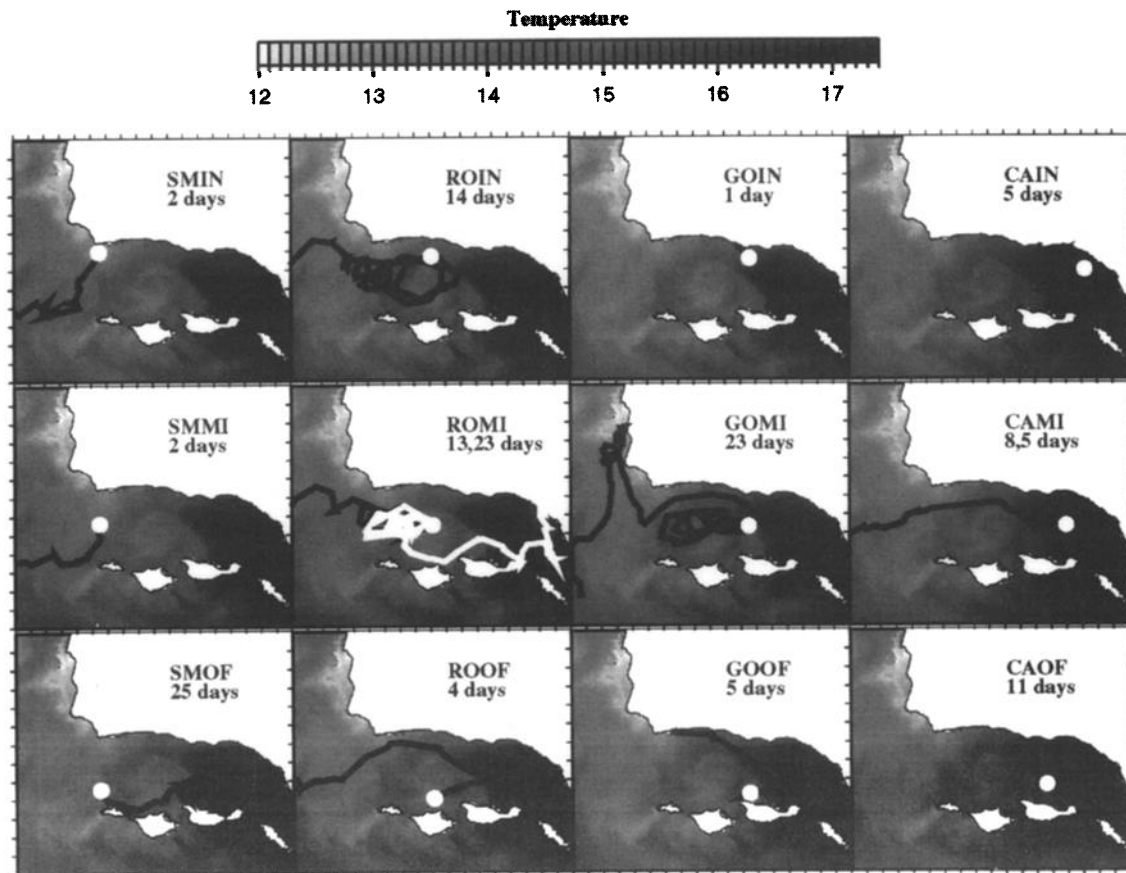 Temperature
12 13 14 15 16 17
SMIN
2 days
ROIN
14 days
GOIN
1 day
CAIN
5 days
SMMI
2 days
ROMI
13,23 days
GOMI
23 days
CAMI
8,5 days
SMOF
25 days
ROOF
4 days
GOOF
5 days
CAOF
11 days